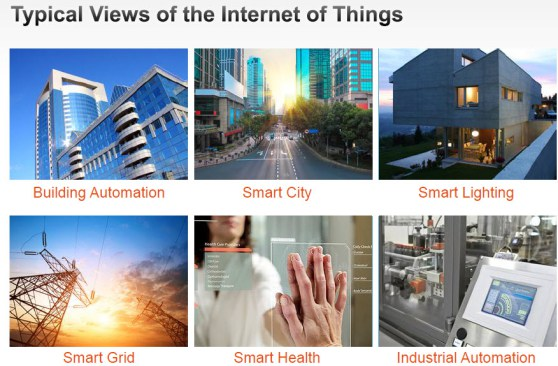 Typical Views of the Internet of Things
Building Automation
Smart City
Smart Lighting
Smart Grid
Smart Health
Industrial Automation